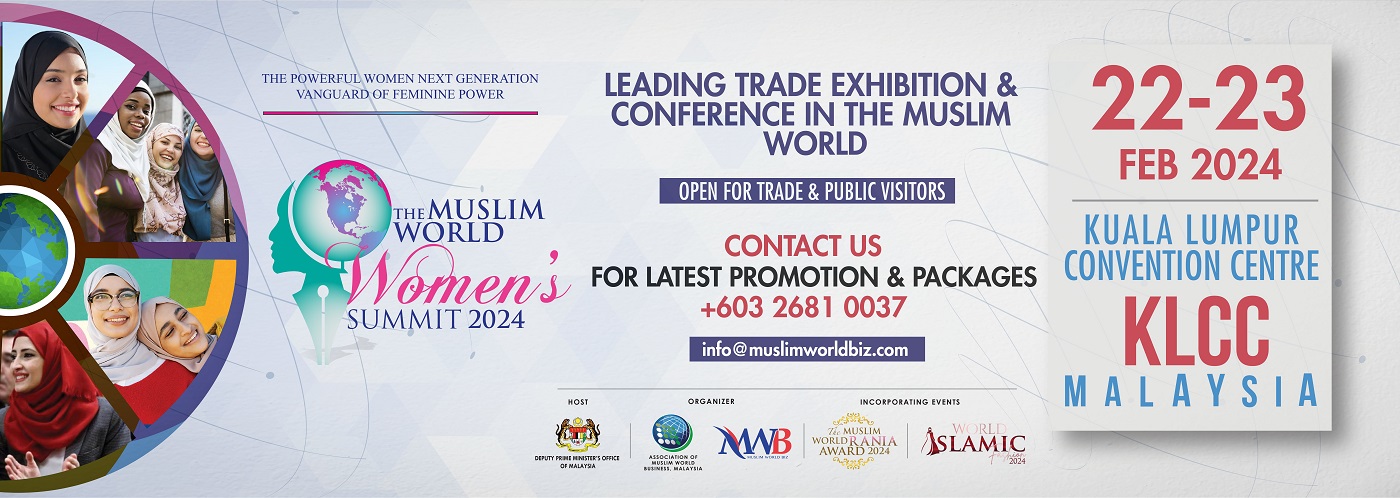 THE POWERFUL WOMEN NEXT GENERATION
VANGUARD OF FEMININE POWER
THE MUSLIM
WORLD
Women's
SUMMIT 2024
LEADING TRADE EXHIBITION &
CONFERENCE IN THE MUSLIM
WORLD
OPEN FOR TRADE & PUBLIC VISITORS
CONTACT US
FOR LATEST PROMOTION & PACKAGES
+603 2681 0037
info@muslimworldbiz.com
HOST
DEPUTY PRIME MINISTER'S OFFICE
OF MALAYSIA
ORGANIZER
ASSOCIATION OF
MUSLIM WORLD
BUSINESS, MALAYSIA
MWB
MUSLIM WORLD BIZ
INCORPORATING EVENTS
The MUSLIM
WORLD RANIA
AWARD 2024
WORLD
ISLAMIC
Fashion
2024
22-23
FEB 2024
KUALA LUMPUR
CONVENTION CENTRE
KLCC
MALAYSIA